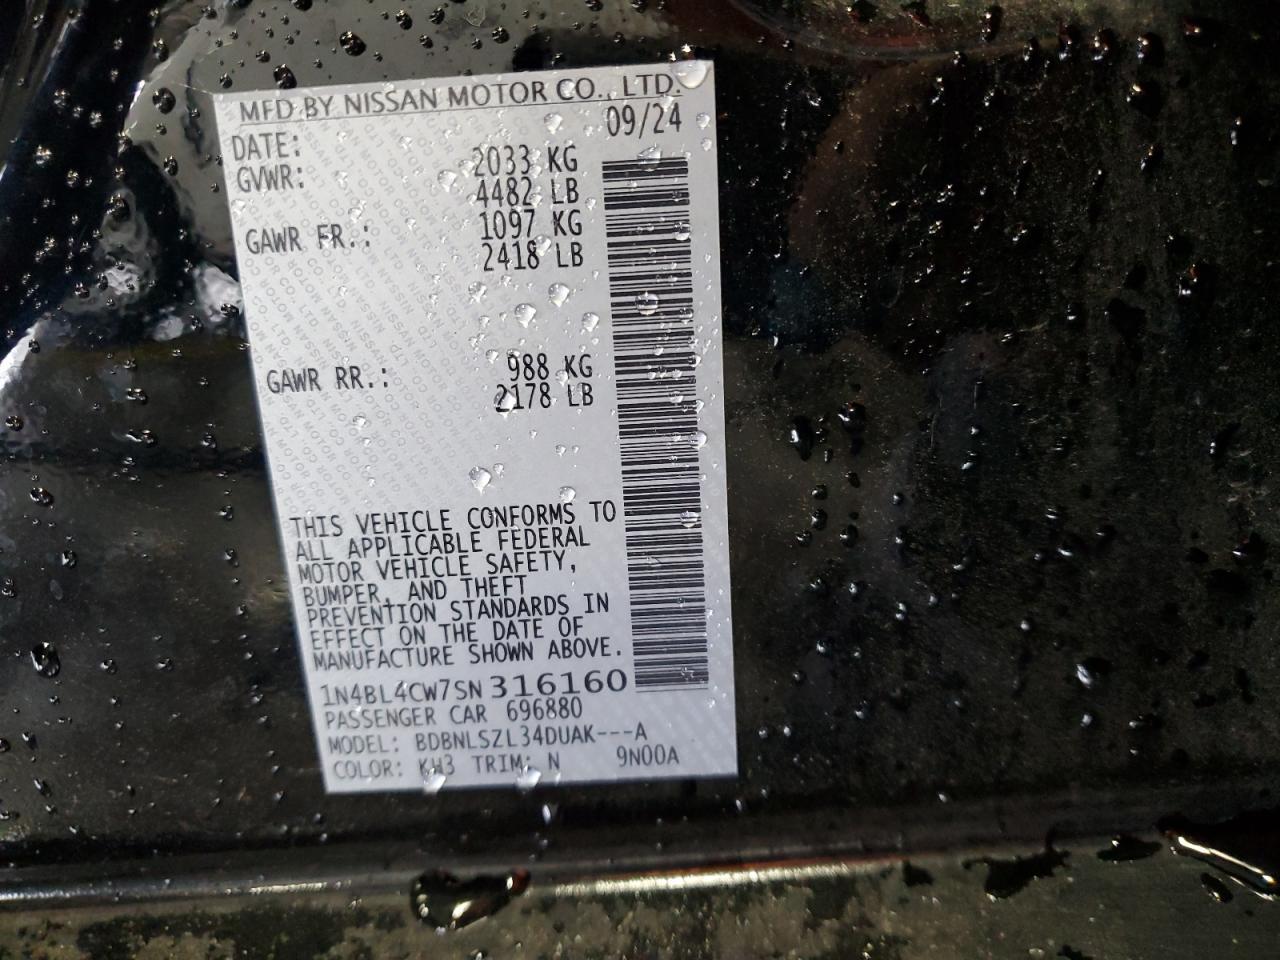 MFD BY NISSAN MOTOR CO., LTD.
DATE: 09/24
GVWR: 2033 KG
4482 LB
GAWR FR.: 1097 KG
2418 LB
GAWR RR.: 988 KG
2178 LB
THIS VEHICLE CONFORMS TO
ALL APPLICABLE FEDERAL
MOTOR VEHICLE SAFETY,
BUMPER, AND THEFT
PREVENTION STANDARDS IN
EFFECT ON THE DATE OF
MANUFACTURE SHOWN ABOVE.
1N4BL4CW7SN316160
PASSENGER CAR 696880
MODEL: BDBNLSZL34DUAK---A
COLOR: KH3 TRIM: N 9N00A